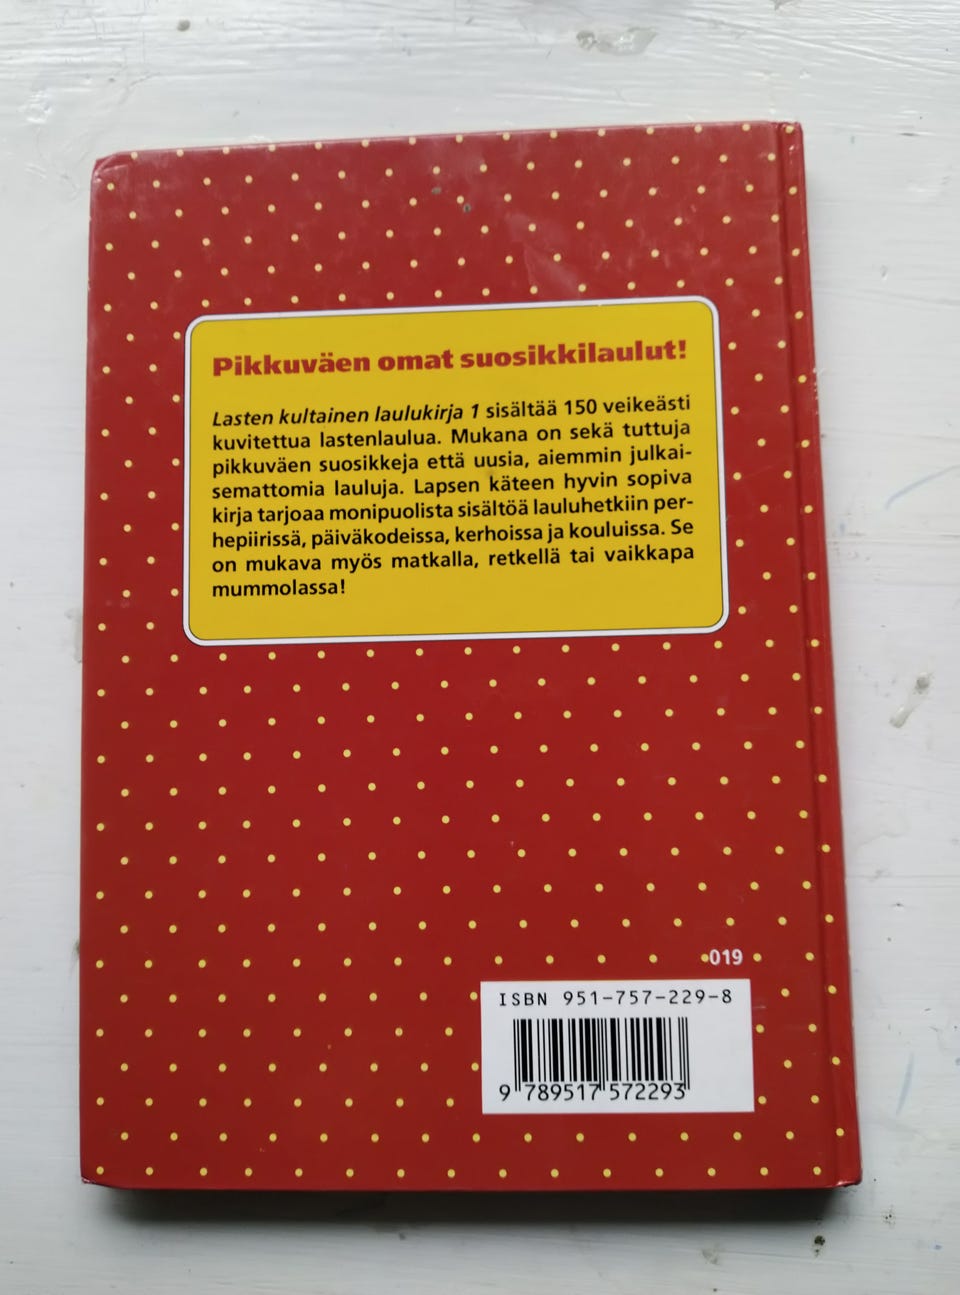 Pikkuväen omat suosikkilaulut!
Lasten kultainen laulukirja 1 sisältää 150 veikeästi
kuvitettua lastenlaulua. Mukana on sekä tuttuja
pikkuväen suosikkeja että uusia, aiemmin julkai-
semattomia lauluja. Lapsen käteen hyvin sopiva
kirja tarjoaa monipuolista sisältöä lauluhetkiin per-
hepiirissä, päiväkodeissa, kerhoissa ja kouluissa. Se
on mukava myös matkalla, retkellä tai vaikkapa
mummolassa!
019
ISBN 951-757-229-8
9 789517 572293